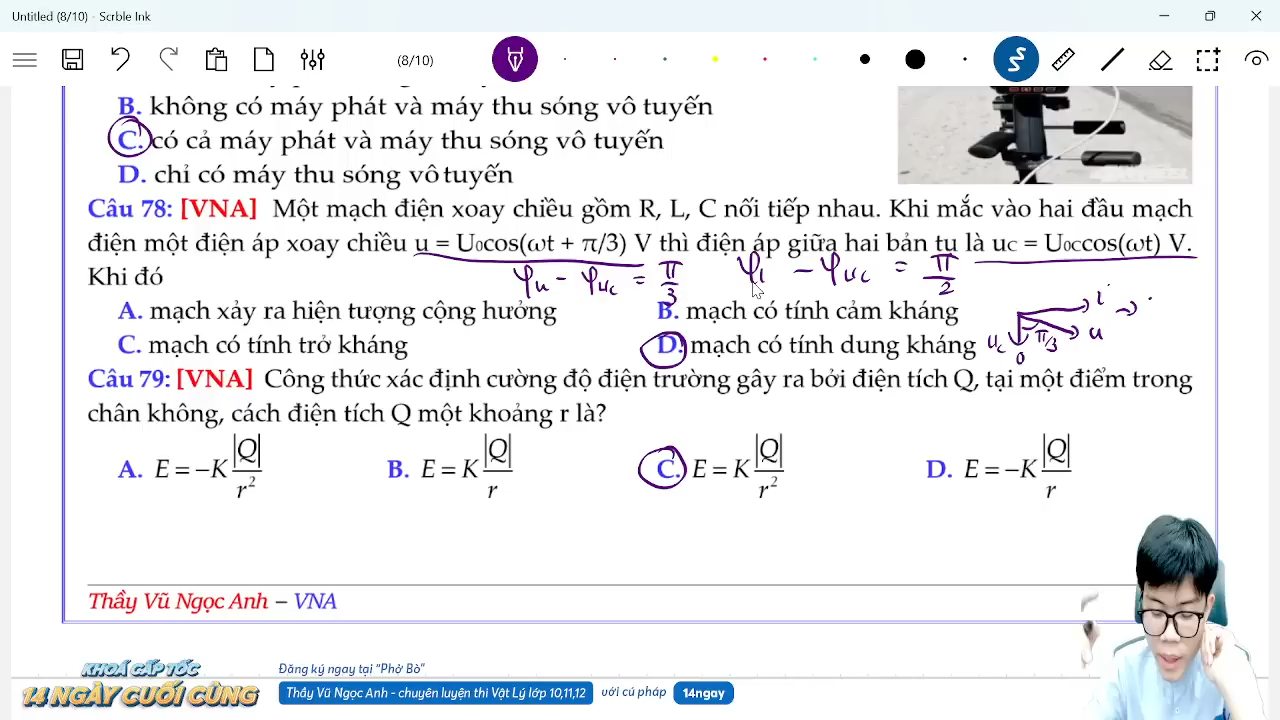 Untitled (8/10) - Scrble Ink
(8/10)
B. không có máy phát và máy thu sóng vô tuyến
C. có cả máy phát và máy thu sóng vô tuyến
D. chỉ có máy thu sóng vô tuyến
Câu 78: [VNA] Một mạch điện xoay chiều gồm R, L, C nối tiếp nhau. Khi mắc vào hai đầu mạch
điện một điện áp xoay chiều u = U₀cos(ωt + π/3) V thì điện áp giữa hai bản tụ là uC = U₀Ccos(ωt) V.
Khi đó
φu - φuc = π/3
φi - φuc = π/2
A. mạch xảy ra hiện tượng cộng hưởng
B. mạch có tính cảm kháng
C. mạch có tính trở kháng
D. mạch có tính dung kháng
i
uc π/3 u
0
Câu 79: [VNA] Công thức xác định cường độ điện trường gây ra bởi điện tích Q, tại một điểm trong
chân không, cách điện tích Q một khoảng r là?
A. E = −K|Q|/r²
B. E = K|Q|/r
C. E = K|Q|/r²
D. E = −K|Q|/r
Thầy Vũ Ngọc Anh – VNA
KHOÁ CẤP TỐC
14 NGÀY CUỐI CÙNG
Đăng ký ngay tại "Phở Bò"
Thầy Vũ Ngọc Anh - chuyên luyện thi Vật Lý lớp 10,11,12 với cú pháp 14ngay